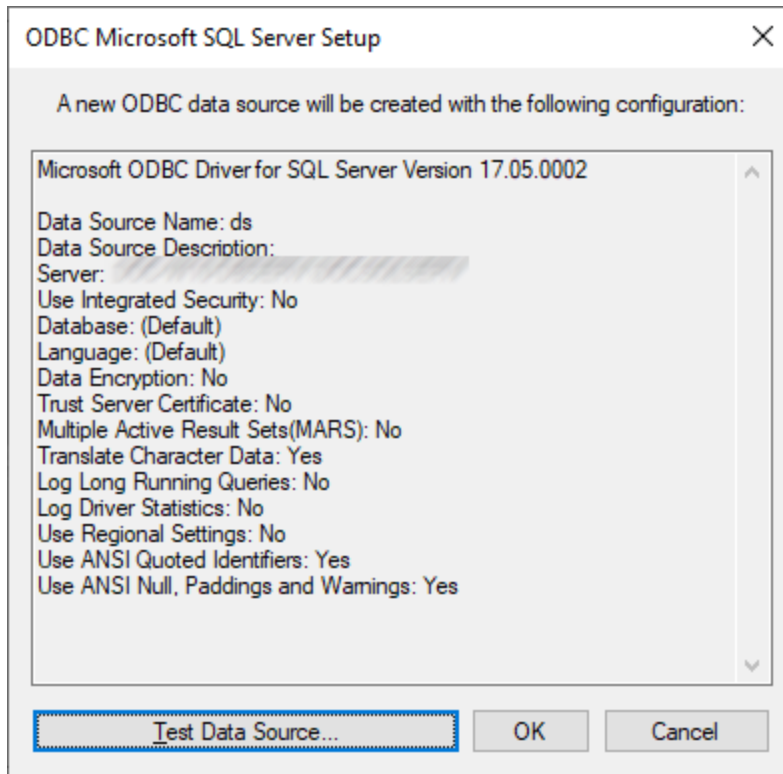 ODBC Microsoft SQL Server Setup
A new ODBC data source will be created with the following configuration:
Microsoft ODBC Driver for SQL Server Version 17.05.0002
Data Source Name: ds
Data Source Description:
Server:
Use Integrated Security: No
Database: (Default)
Language: (Default)
Data Encryption: No
Trust Server Certificate: No
Multiple Active Result Sets(MARS): No
Translate Character Data: Yes
Log Long Running Queries: No
Log Driver Statistics: No
Use Regional Settings: No
Use ANSI Quoted Identifiers: Yes
Use ANSI Null, Paddings and Warnings: Yes
Test Data Source... OK Cancel